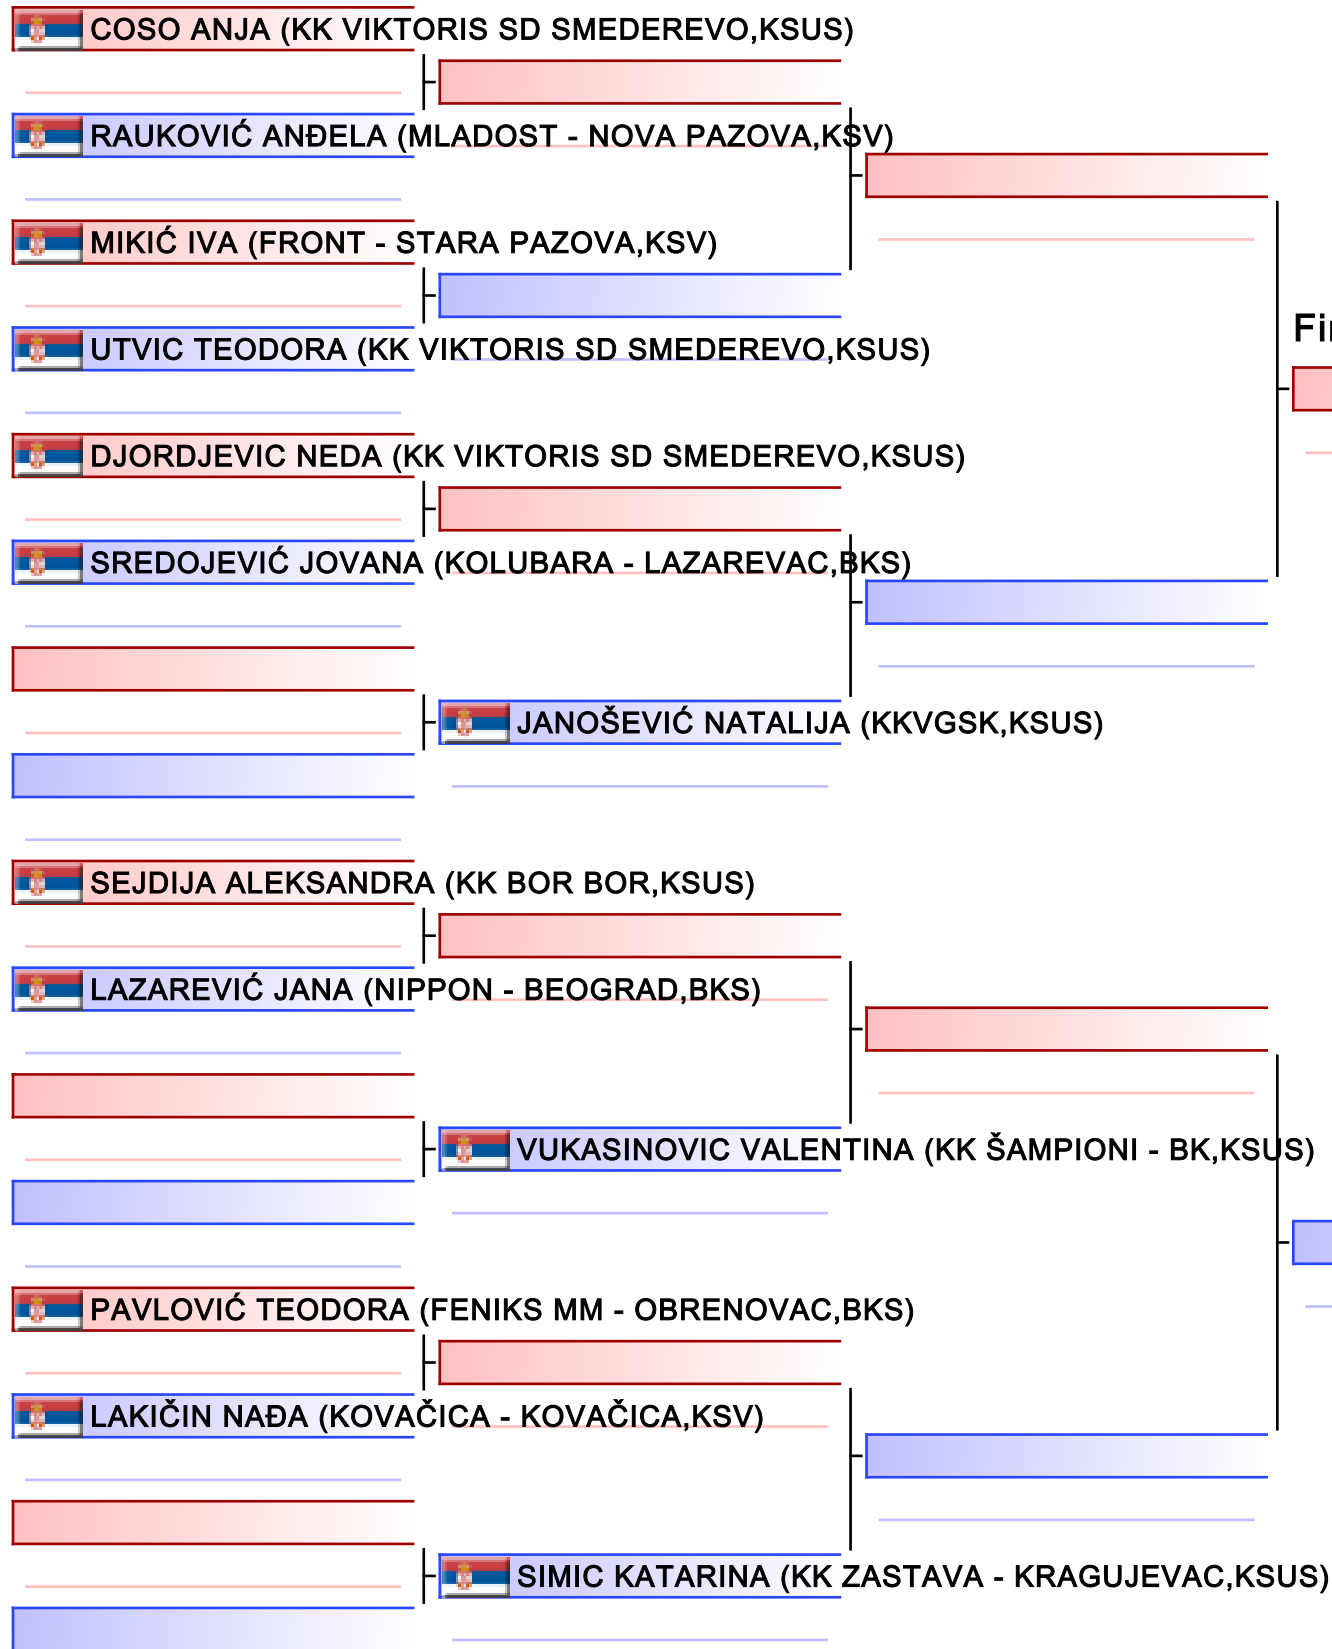 COSO ANJA (KK VIKTORIS SD SMEDEREVO,KSUS)
RAUKOVIĆ ANĐELA (MLADOST - NOVA PAZOVA,KSV)
MIKIĆ IVA (FRONT - STARA PAZOVA,KSV)
UTVIC TEODORA (KK VIKTORIS SD SMEDEREVO,KSUS)
DJORDJEVIC NEDA (KK VIKTORIS SD SMEDEREVO,KSUS)
SREDOJEVIĆ JOVANA (KOLUBARA - LAZAREVAC,BKS)
JANOŠEVIĆ NATALIJA (KKVGSK,KSUS)
SEJDIJA ALEKSANDRA (KK BOR BOR,KSUS)
LAZAREVIĆ JANA (NIPPON - BEOGRAD,BKS)
VUKASINOVIC VALENTINA (KK ŠAMPIONI - BK,KSUS)
PAVLOVIĆ TEODORA (FENIKS MM - OBRENOVAC,BKS)
LAKIČIN NAĐA (KOVAČICA - KOVAČICA,KSV)
SIMIC KATARINA (KK ZASTAVA - KRAGUJEVAC,KSUS)